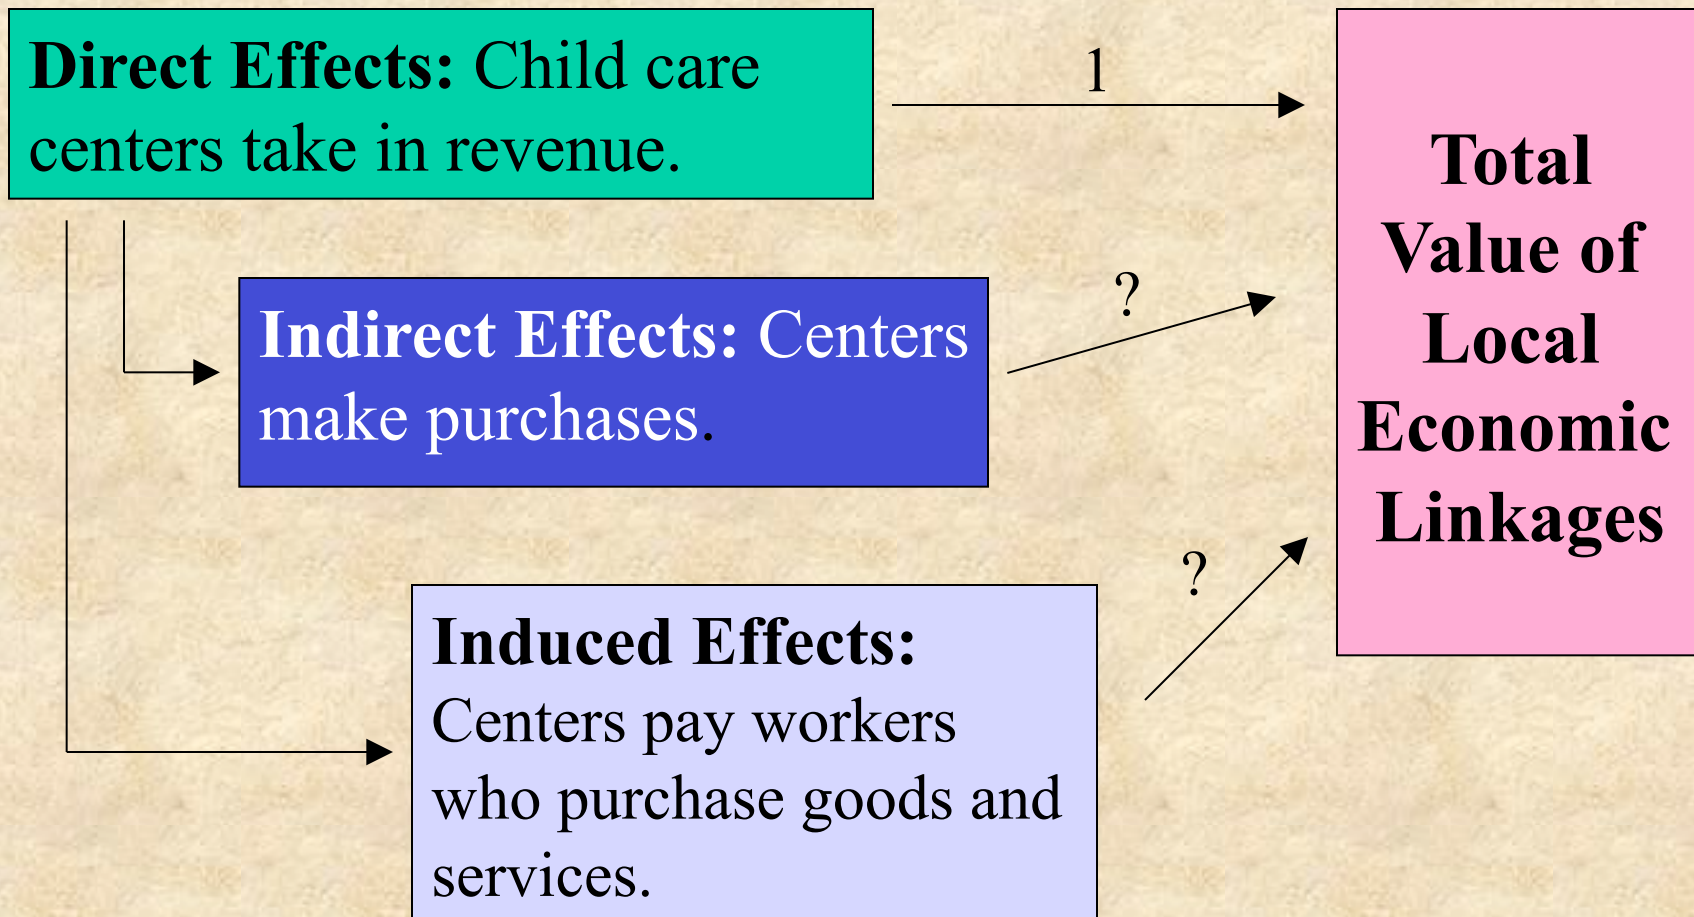 Direct Effects: Child care
centers take in revenue.
1
Total
Value of
Local
Economic
Linkages
Indirect Effects: Centers
make purchases.
?
Induced Effects:
Centers pay workers
who purchase goods and
services.
?